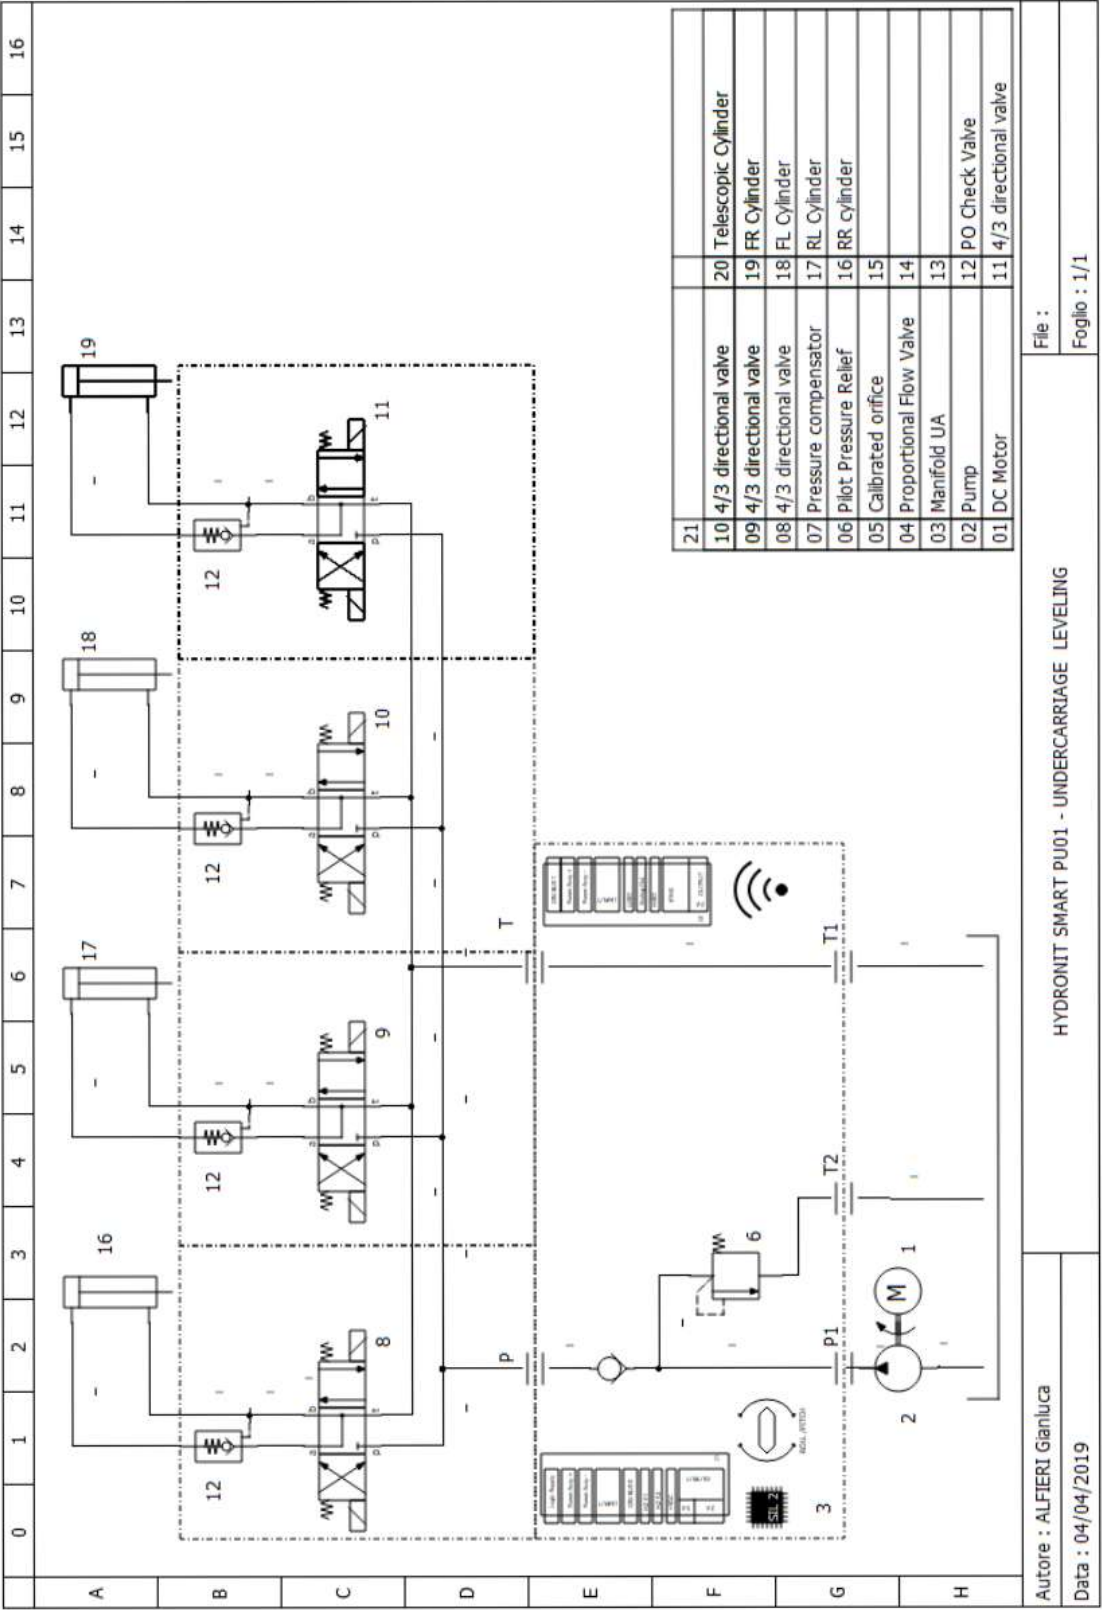 0 1 2 3 4 5 6 7 8 9 10 11 12 13 14 15 16
A
B
C
D
E
F
G
H
16
17
18
19
12
12
12
12
8
9
10
11
a b
p t
a b
p t
a b
p t
a b
p t
P
T
6
P1
T2
T1
SIL 2
ROLL /PITCH
3
2
M
1
21
10 4/3 directional valve 20 Telescopic Cylinder
09 4/3 directional valve 19 FR Cylinder
08 4/3 directional valve 18 FL Cylinder
07 Pressure compensator 17 RL Cylinder
06 Pilot Pressure Relief 16 RR cylinder
05 Calibrated orifice 15
04 Proportional Flow Valve 14
03 Manifold UA 13
02 Pump 12 PO Check Valve
01 DC Motor 11 4/3 directional valve
Autore : ALFIERI Gianluca
Data : 04/04/2019
HYDRONIT SMART PU01 - UNDERCARRIAGE LEVELING
File :
Foglio : 1/1